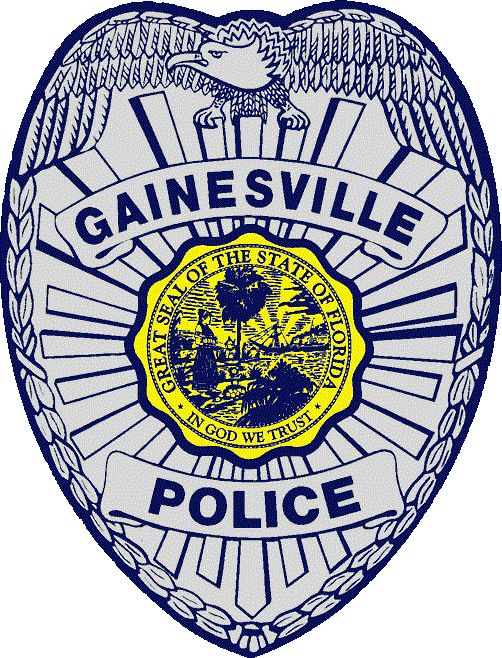 GAINESVILLE
GREAT SEAL OF THE STATE OF FLORIDA
★ IN GOD WE TRUST ★
POLICE